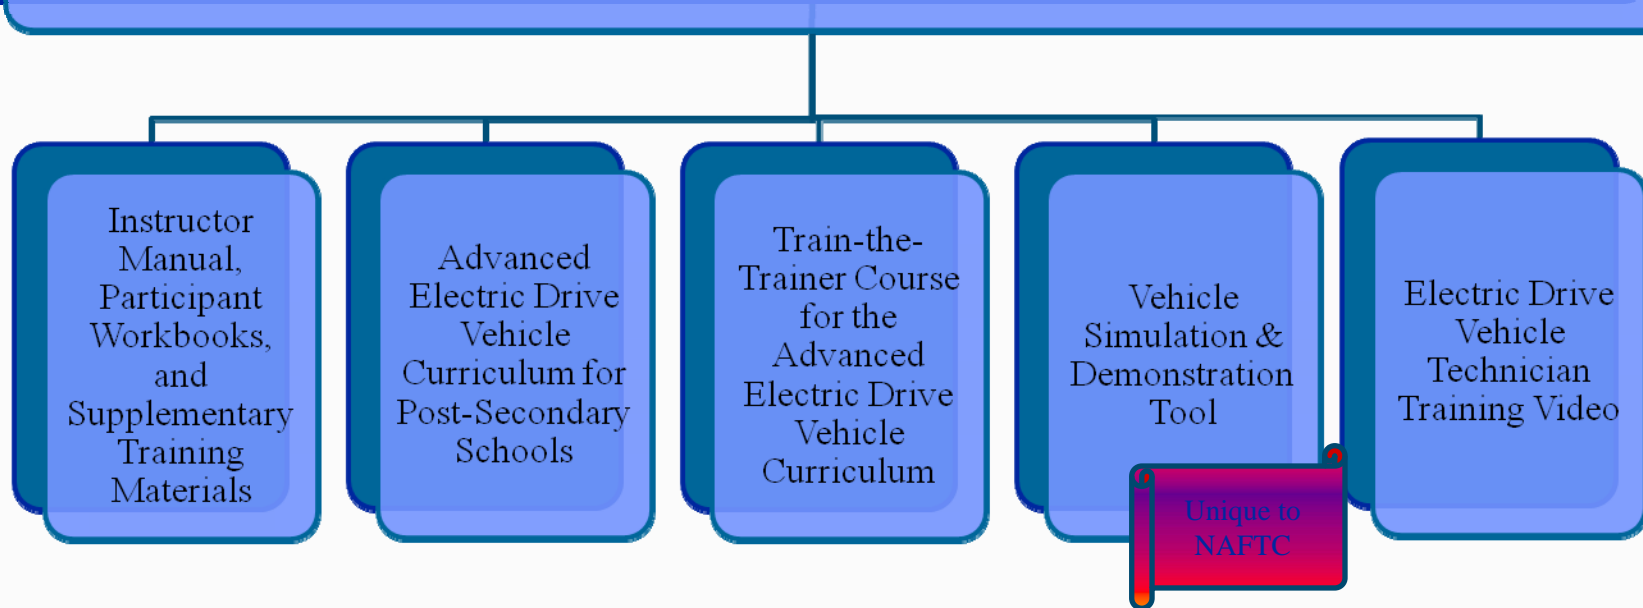 Instructor
Manual,
Participant
Workbooks,
and
Supplementary
Training
Materials
Advanced
Electric Drive
Vehicle
Curriculum for
Post-Secondary
Schools
Train-the-
Trainer Course
for the
Advanced
Electric Drive
Vehicle
Curriculum
Vehicle
Simulation &
Demonstration
Tool
Unique to
NAFTC
Electric Drive
Vehicle
Technician
Training Video